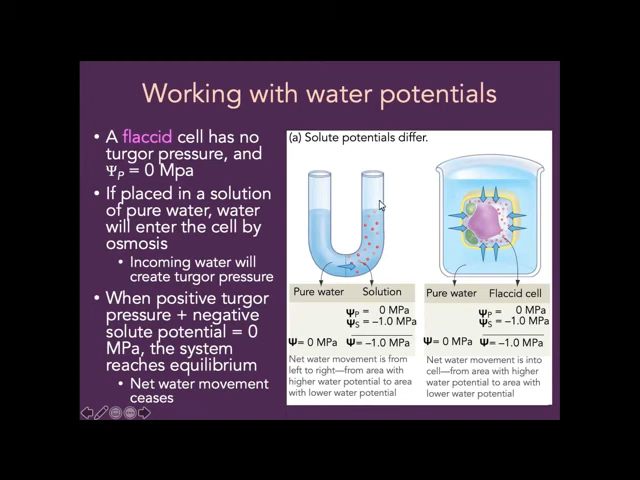 Working with water potentials
• A flaccid cell has no
turgor pressure, and
ΨP = 0 Mpa
• If placed in a solution
of pure water, water
will enter the cell by
osmosis
• Incoming water will
create turgor pressure
• When positive turgor
pressure + negative
solute potential = 0
MPa, the system
reaches equilibrium
• Net water movement
ceases
(a) Solute potentials differ.
Pure water
Solution
ΨP = 0 MPa
ΨS = –1.0 MPa
Ψ= 0 MPa
Ψ= –1.0 MPa
Net water movement is from
left to right—from area with
higher water potential to area
with lower water potential
Pure water
Flaccid cell
ΨP = 0 MPa
ΨS = –1.0 MPa
Ψ= 0 MPa
Ψ= –1.0 MPa
Net water movement is into
cell—from area with higher
water potential to area with
lower water potential